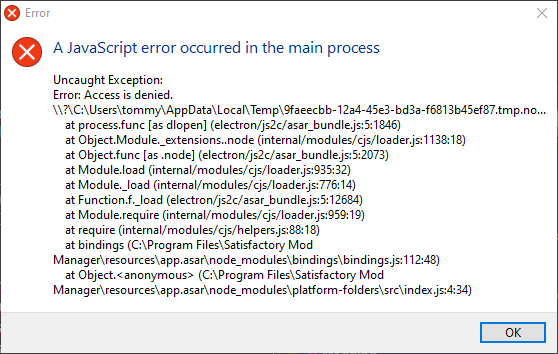 Error
A JavaScript error occurred in the main process
Uncaught Exception:
Error: Access is denied.
\\?\C:\Users\tommy\AppData\Local\Temp\9faeecbb-12a4-45e3-bd3a-f6813b45ef87.tmp.no...
at process.func [as dlopen] (electron/js2c/asar_bundle.js:5:1846)
at Object.Module._extensions..node (internal/modules/cjs/loader.js:1138:18)
at Object.func [as .node] (electron/js2c/asar_bundle.js:5:2073)
at Module.load (internal/modules/cjs/loader.js:935:32)
at Module._load (internal/modules/cjs/loader.js:776:14)
at Function.f._load (electron/js2c/asar_bundle.js:5:12684)
at Module.require (internal/modules/cjs/loader.js:959:19)
at require (internal/modules/cjs/helpers.js:88:18)
at bindings (C:\Program Files\Satisfactory Mod
Manager\resources\app.asar\node_modules\bindings\bindings.js:112:48)
at Object.<anonymous> (C:\Program Files\Satisfactory Mod
Manager\resources\app.asar\node_modules\platform-folders\src\index.js:4:34)
OK